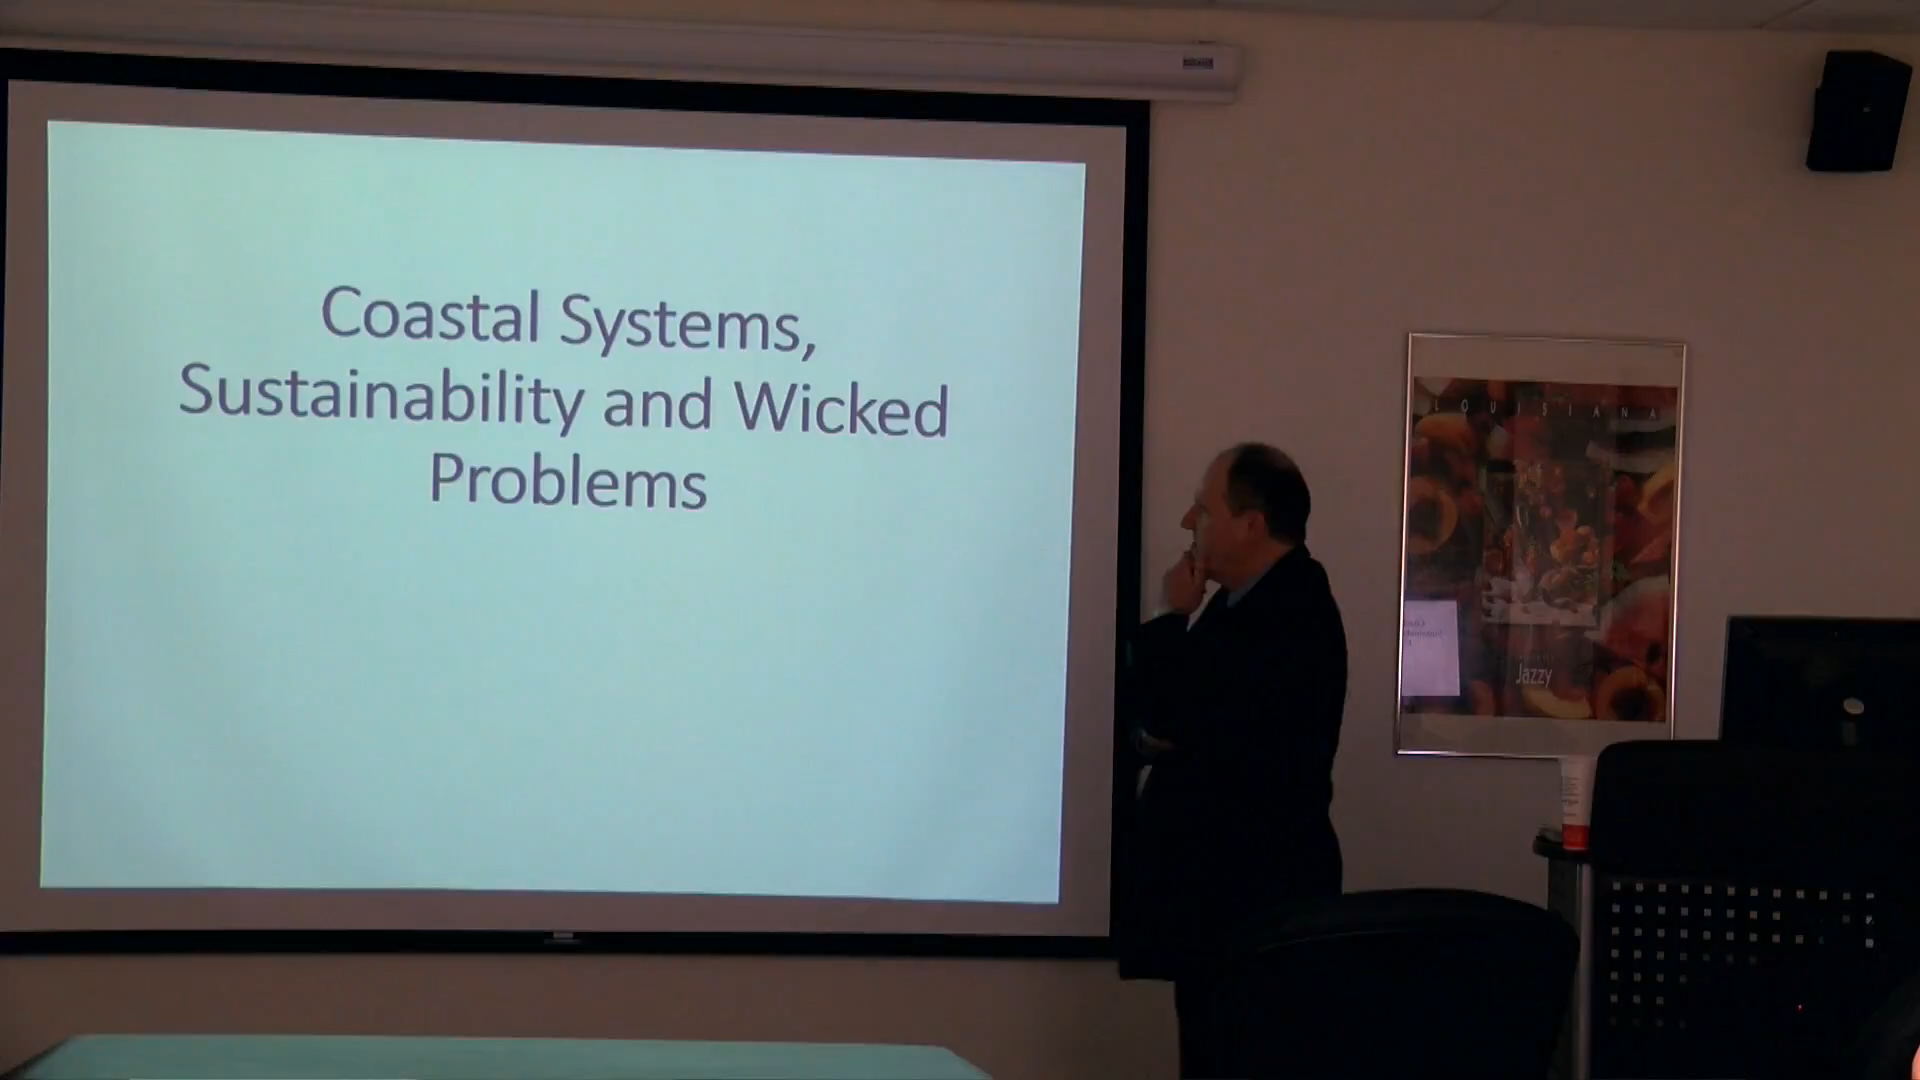 Coastal Systems,
Sustainability and Wicked
Problems
LOUISIANA
Jazzy